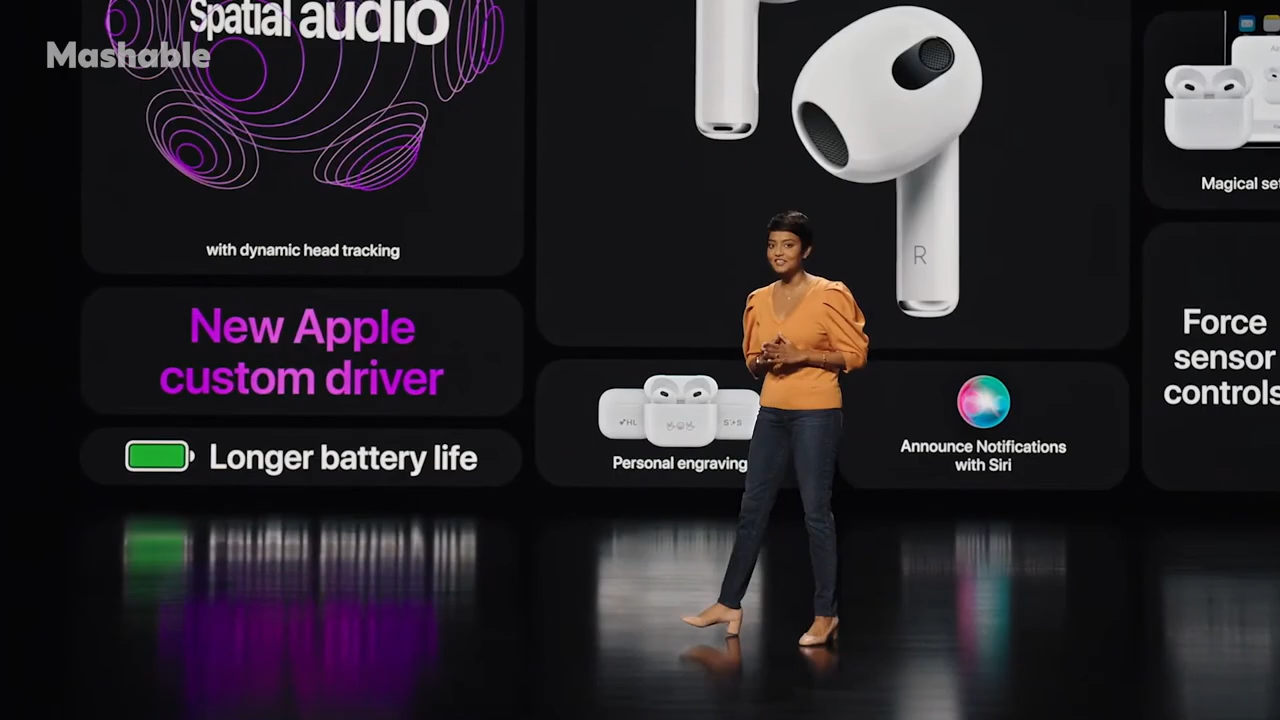 Spatial audio
Mashable
with dynamic head tracking
New Apple
custom driver
Longer battery life
R
HL
S S
Personal engraving
Announce Notifications
with Siri
Magical
Force
sensor
controls